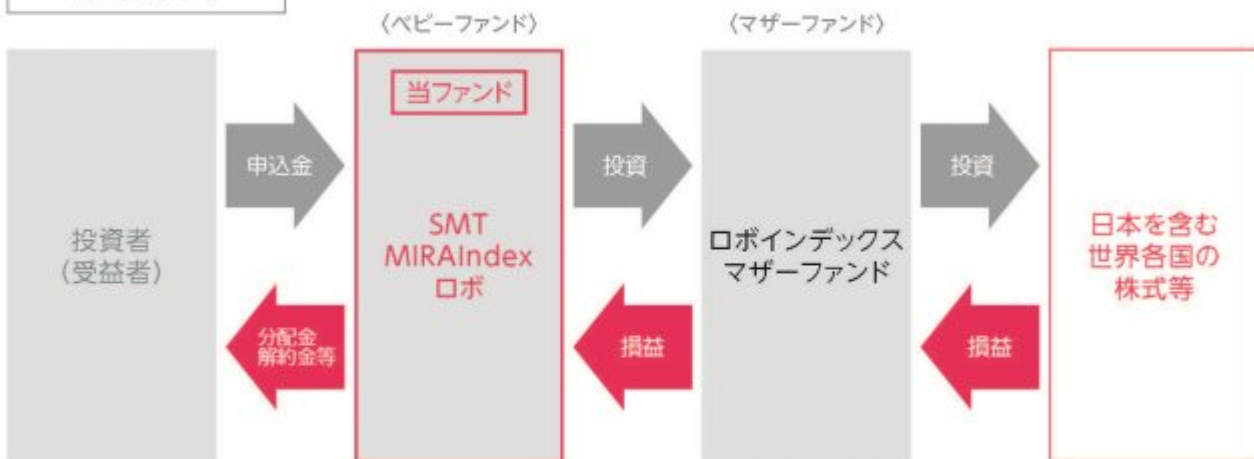 〈ベビーファンド〉
〈マザーファンド〉
投資者
(受益者)
申込金
分配金
解約金等
当ファンド
SMT
MIRAIndex
ロボ
投資
損益
ロボインデックス
マザーファンド
投資
損益
日本を含む
世界各国の
株式等